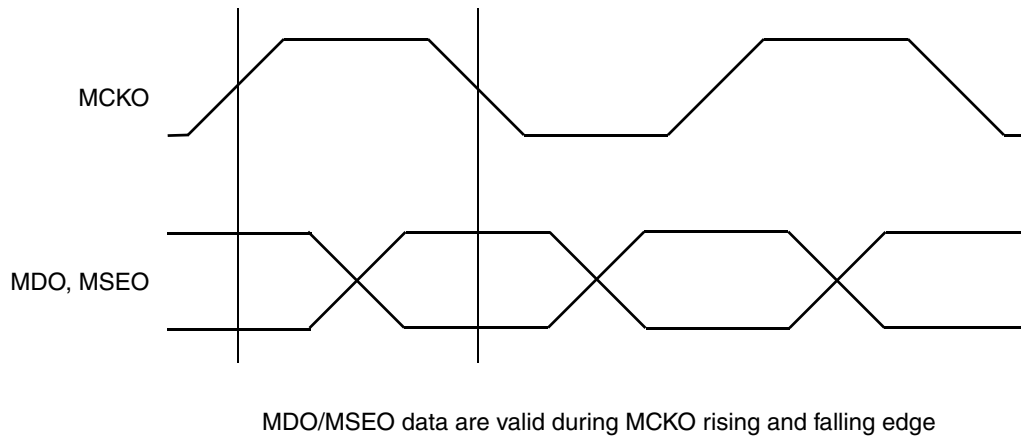 MCKO
MDO, MSEO
MDO/MSEO data are valid during MCKO rising and falling edge